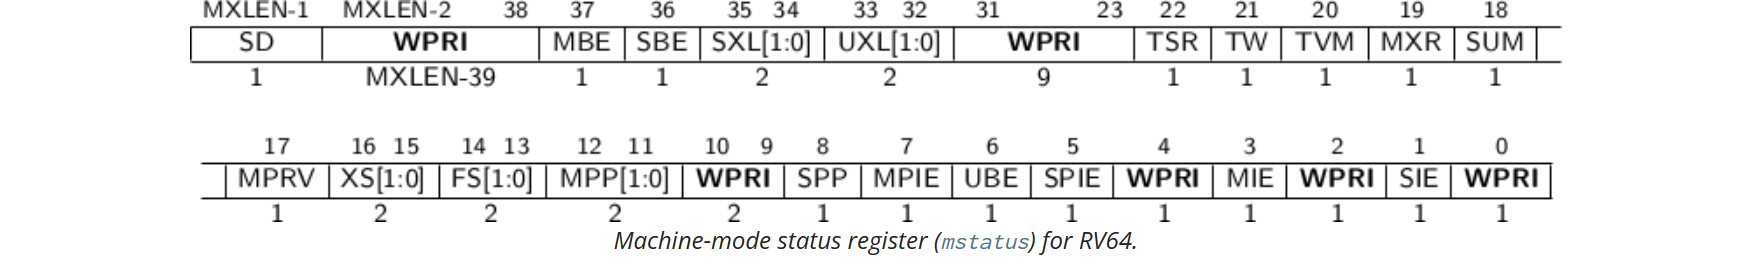 MXLEN-1 MXLEN-2 38 37 36 35 34 33 32 31 23 22 21 20 19 18
SD WPRI MBE SBE SXL[1:0] UXL[1:0] WPRI TSR TW TVM MXR SUM
1 MXLEN-39 1 1 2 2 9 1 1 1 1 1
17 16 15 14 13 12 11 10 9 8 7 6 5 4 3 2 1 0
MPRV XS[1:0] FS[1:0] MPP[1:0] WPRI SPP MPIE UBE SPIE WPRI MIE WPRI SIE WPRI
1 2 2 2 2 1 1 1 1 1 1 1 1 1
Machine-mode status register (mstatus) for RV64.